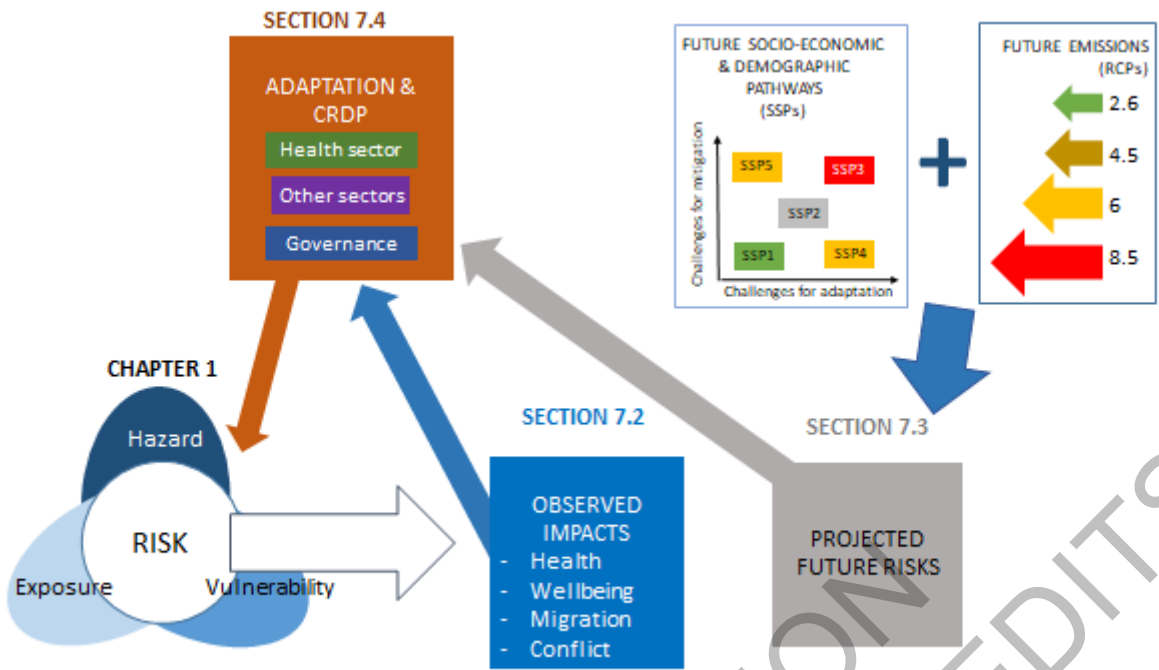 SECTION 7.4
ADAPTATION &
CRDP
Health sector
Other sectors
Governance
FUTURE SOCIO-ECONOMIC
& DEMOGRAPHIC
PATHWAYS
(SSPs)
Challenges for mitigation
SSP5
SSP3
SSP2
SSP1
SSP4
Challenges for adaptation
FUTURE EMISSIONS
(RCPs)
2.6
4.5
6
8.5
CHAPTER 1
Hazard
RISK
Exposure
Vulnerability
SECTION 7.2
OBSERVED
IMPACTS
- Health
- Wellbeing
- Migration
- Conflict
SECTION 7.3
PROJECTED
FUTURE RISKS